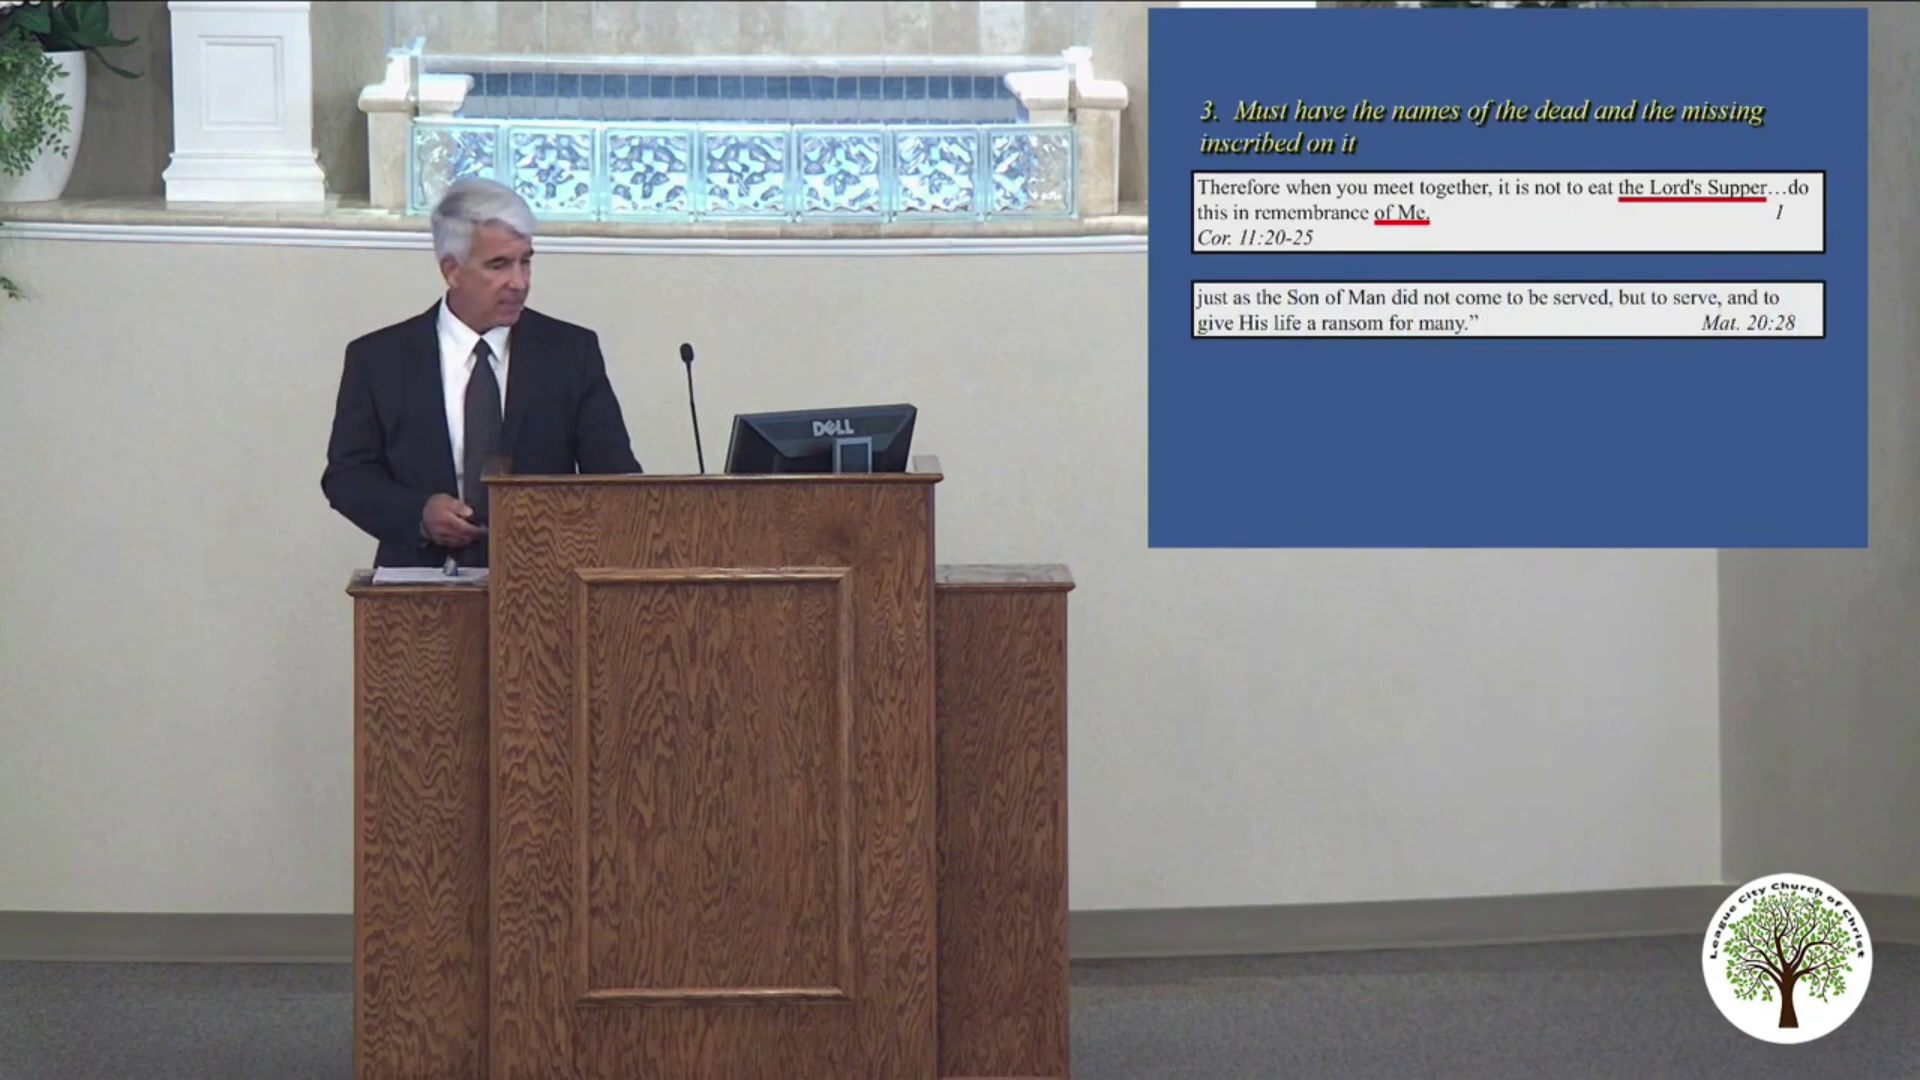 3. Must have the names of the dead and the missing
inscribed on it
Therefore when you meet together, it is not to eat the Lord's Supper…do
this in remembrance of Me. 1
Cor. 11:20-25
just as the Son of Man did not come to be served, but to serve, and to
give His life a ransom for many.” Mat. 20:28
DELL
League City Church of Christ